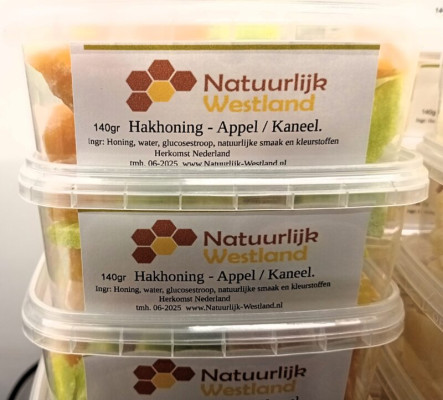 Natuurlijk
Westland
140gr Hakhoning - Appel / Kaneel.
Ingr: Honing, water, glucosestroop, natuurlijke smaak en kleurstoffen
Herkomst Nederland
tmh. 06-2025 www.Natuurlijk-Westland.nl
Natuurlijk
Westland
140gr Hakhoning - Appel / Kaneel.
Ingr: Honing, water, glucosestroop, natuurlijke smaak en kleurstoffen
Herkomst Nederland
tmh. 06-2025 www.Natuurlijk-Westland.nl
Natuurlijk
Westland